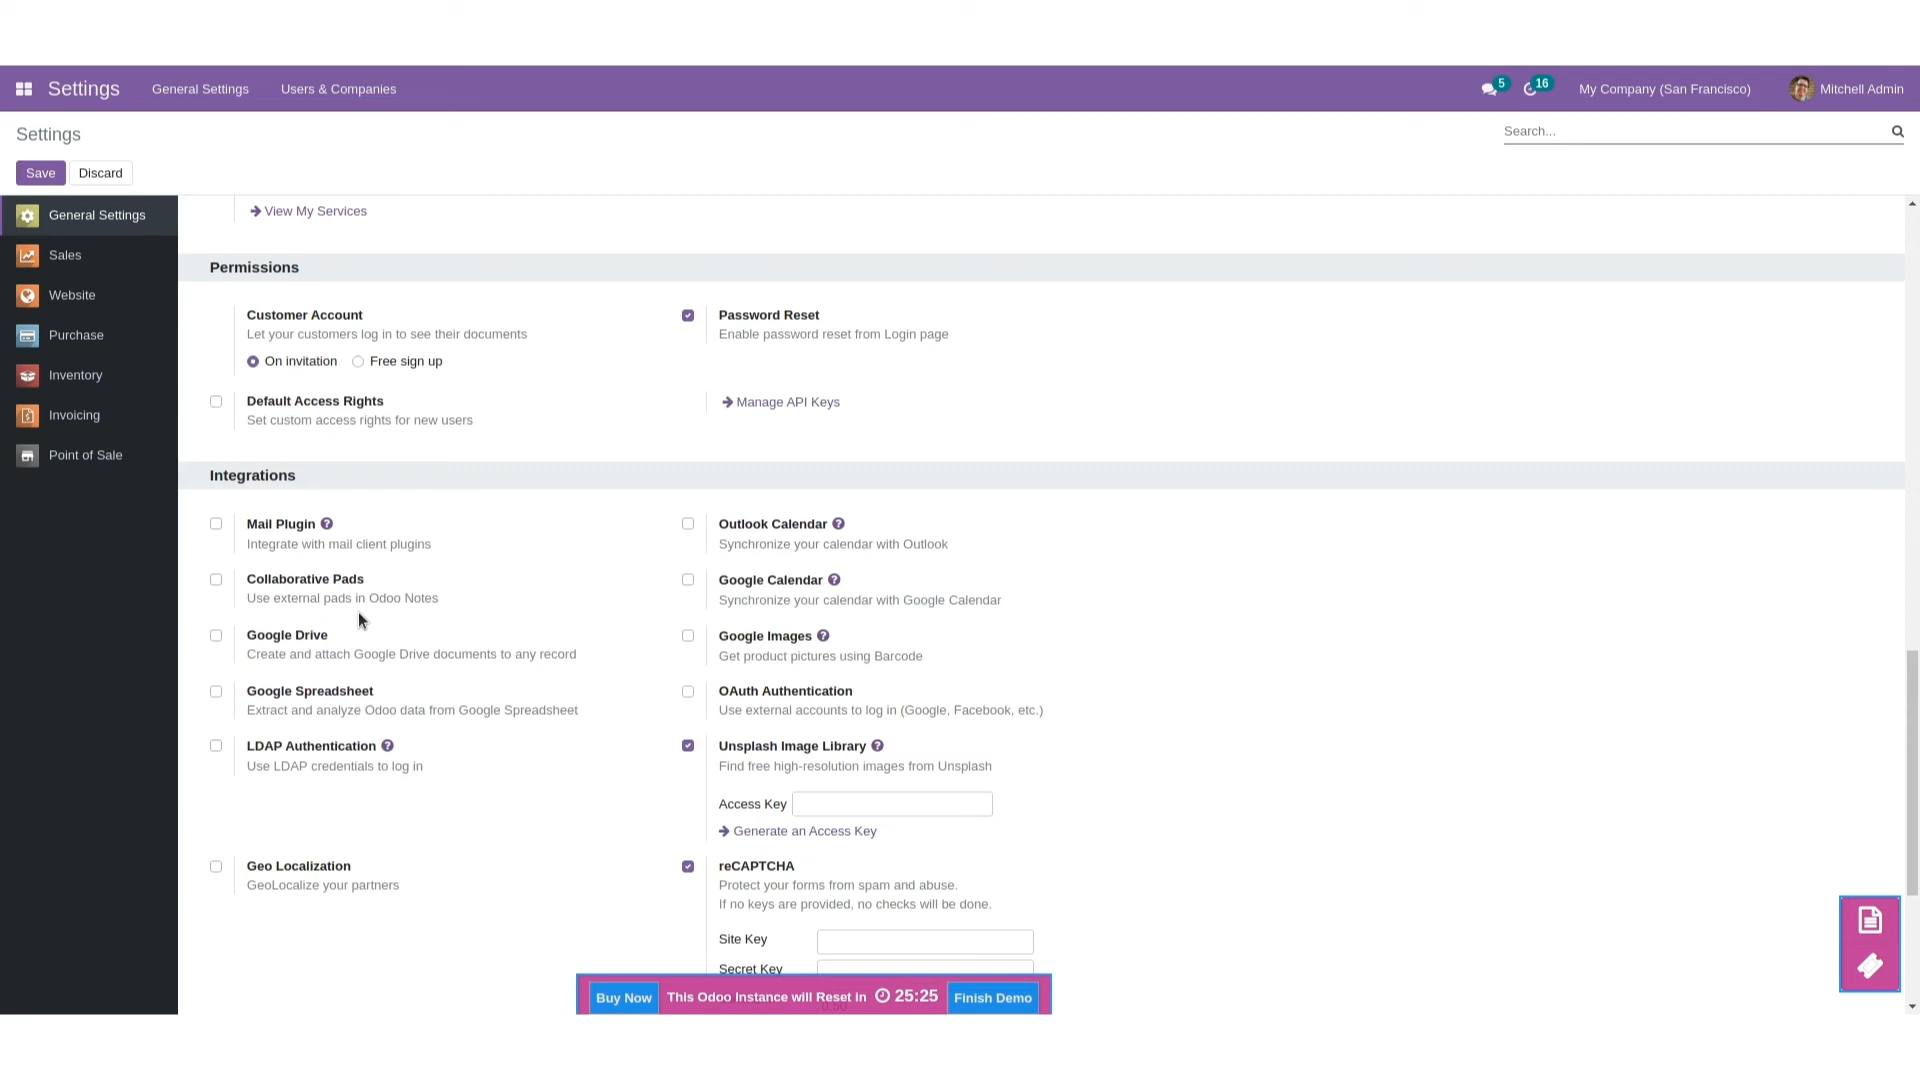 Settings
General Settings
Users & Companies
5
16
My Company (San Francisco)
Mitchell Admin
Settings
Search...
Save
Discard
General Settings
Sales
Website
Purchase
Inventory
Invoicing
Point of Sale
View My Services
Permissions
Customer Account
Let your customers log in to see their documents
On invitation
Free sign up
Password Reset
Enable password reset from Login page
Default Access Rights
Set custom access rights for new users
Manage API Keys
Integrations
Mail Plugin ?
Integrate with mail client plugins
Outlook Calendar ?
Synchronize your calendar with Outlook
Collaborative Pads
Use external pads in Odoo Notes
Google Calendar ?
Synchronize your calendar with Google Calendar
Google Drive
Create and attach Google Drive documents to any record
Google Images ?
Get product pictures using Barcode
Google Spreadsheet
Extract and analyze Odoo data from Google Spreadsheet
OAuth Authentication
Use external accounts to log in (Google, Facebook, etc.)
LDAP Authentication ?
Use LDAP credentials to log in
Unsplash Image Library ?
Find free high-resolution images from Unsplash
Access Key
Generate an Access Key
Geo Localization
GeoLocalize your partners
reCAPTCHA
Protect your forms from spam and abuse.
If no keys are provided, no checks will be done.
Site Key
Secret Key
Buy Now
This Odoo Instance will Reset in
25:25
Finish Demo